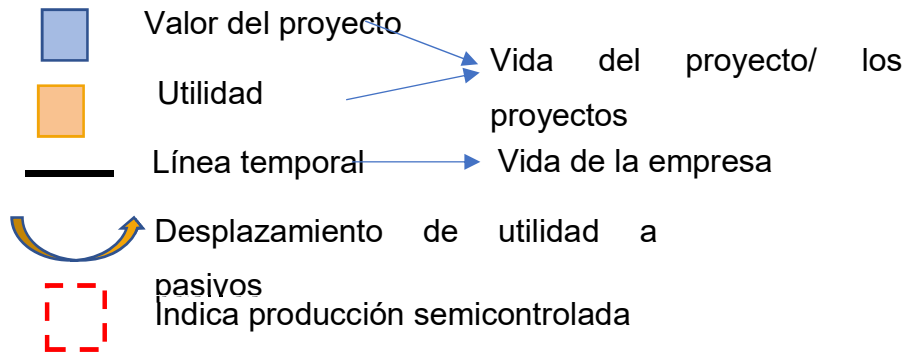 Valor del proyecto
Utilidad
Vida del proyecto/ los
proyectos
Línea temporal
Vida de la empresa
Desplazamiento de utilidad a
pasivos
Indica producción semicontrolada